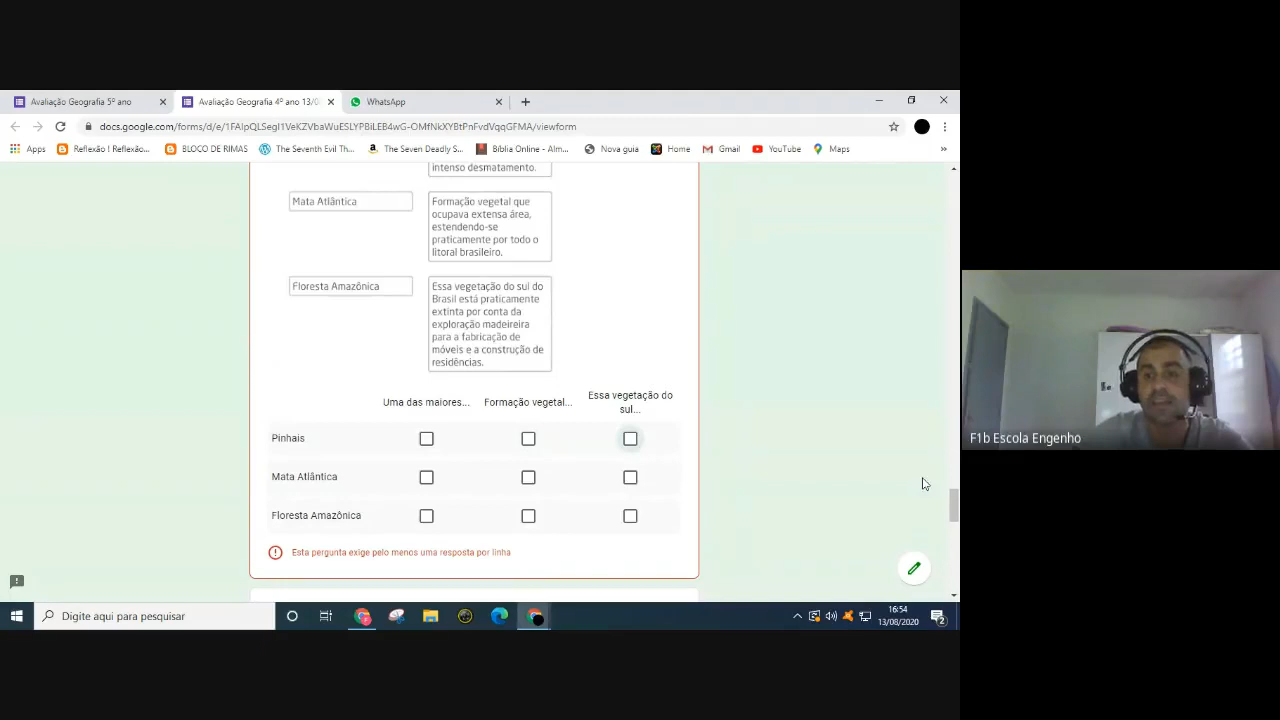 Avaliação Geografia 5º ano
Avaliação Geografia 4º ano 13/0
WhatsApp
docs.google.com/forms/d/e/1FAIpQLSegI1VeKZVbaWuESLYPBiLEB4wG-OMfNkXYBtPnFvdVqqGFMA/viewform
Apps
Reflexão ! Reflexão...
BLOCO DE RIMAS
The Seventh Evil Th...
The Seven Deadly S...
Bíblia Online - Alm...
Nova guia
Home
Gmail
YouTube
Maps
»
intenso desmatamento.
Mata Atlântica
Formação vegetal que
ocupava extensa área,
estendendo-se
praticamente por todo o
litoral brasileiro.
Floresta Amazônica
Essa vegetação do sul do
Brasil está praticamente
extinta por conta da
exploração madeireira
para a fabricação de
móveis e a construção de
residências.
Uma das maiores...
Formação vegetal...
Essa vegetação do
sul...
Pinhais
Mata Atlântica
Floresta Amazônica
Esta pergunta exige pelo menos uma resposta por linha
F1b Escola Engenho
Digite aqui para pesquisar
16:54
13/08/2020
2